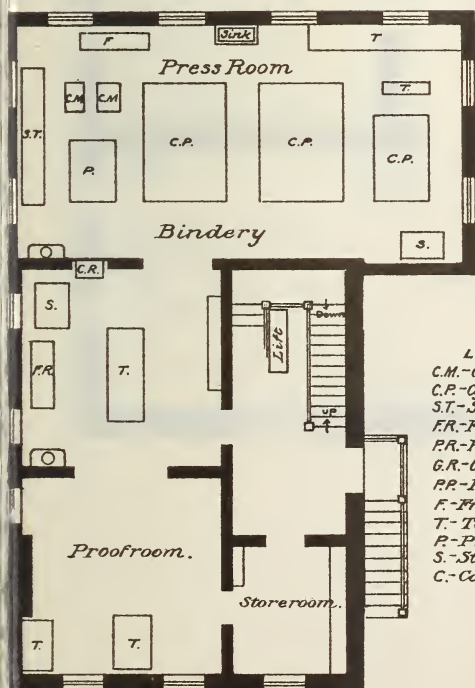 F.
Sink
T
Press Room
C.M.
C.M
T.
S.T.
P.
C.P.
C.P.
C.P.
Bindery
S.
C.R.
S.
Lift
Down
F.R.
T.
up
C.M.-
C.P.-
S.T.-
F.R.-
P.R.-
G.R.-
P.P.-
F.-
T.-
P.-
S.-
C.-
Proofroom.
Storeroom.
T.
T.